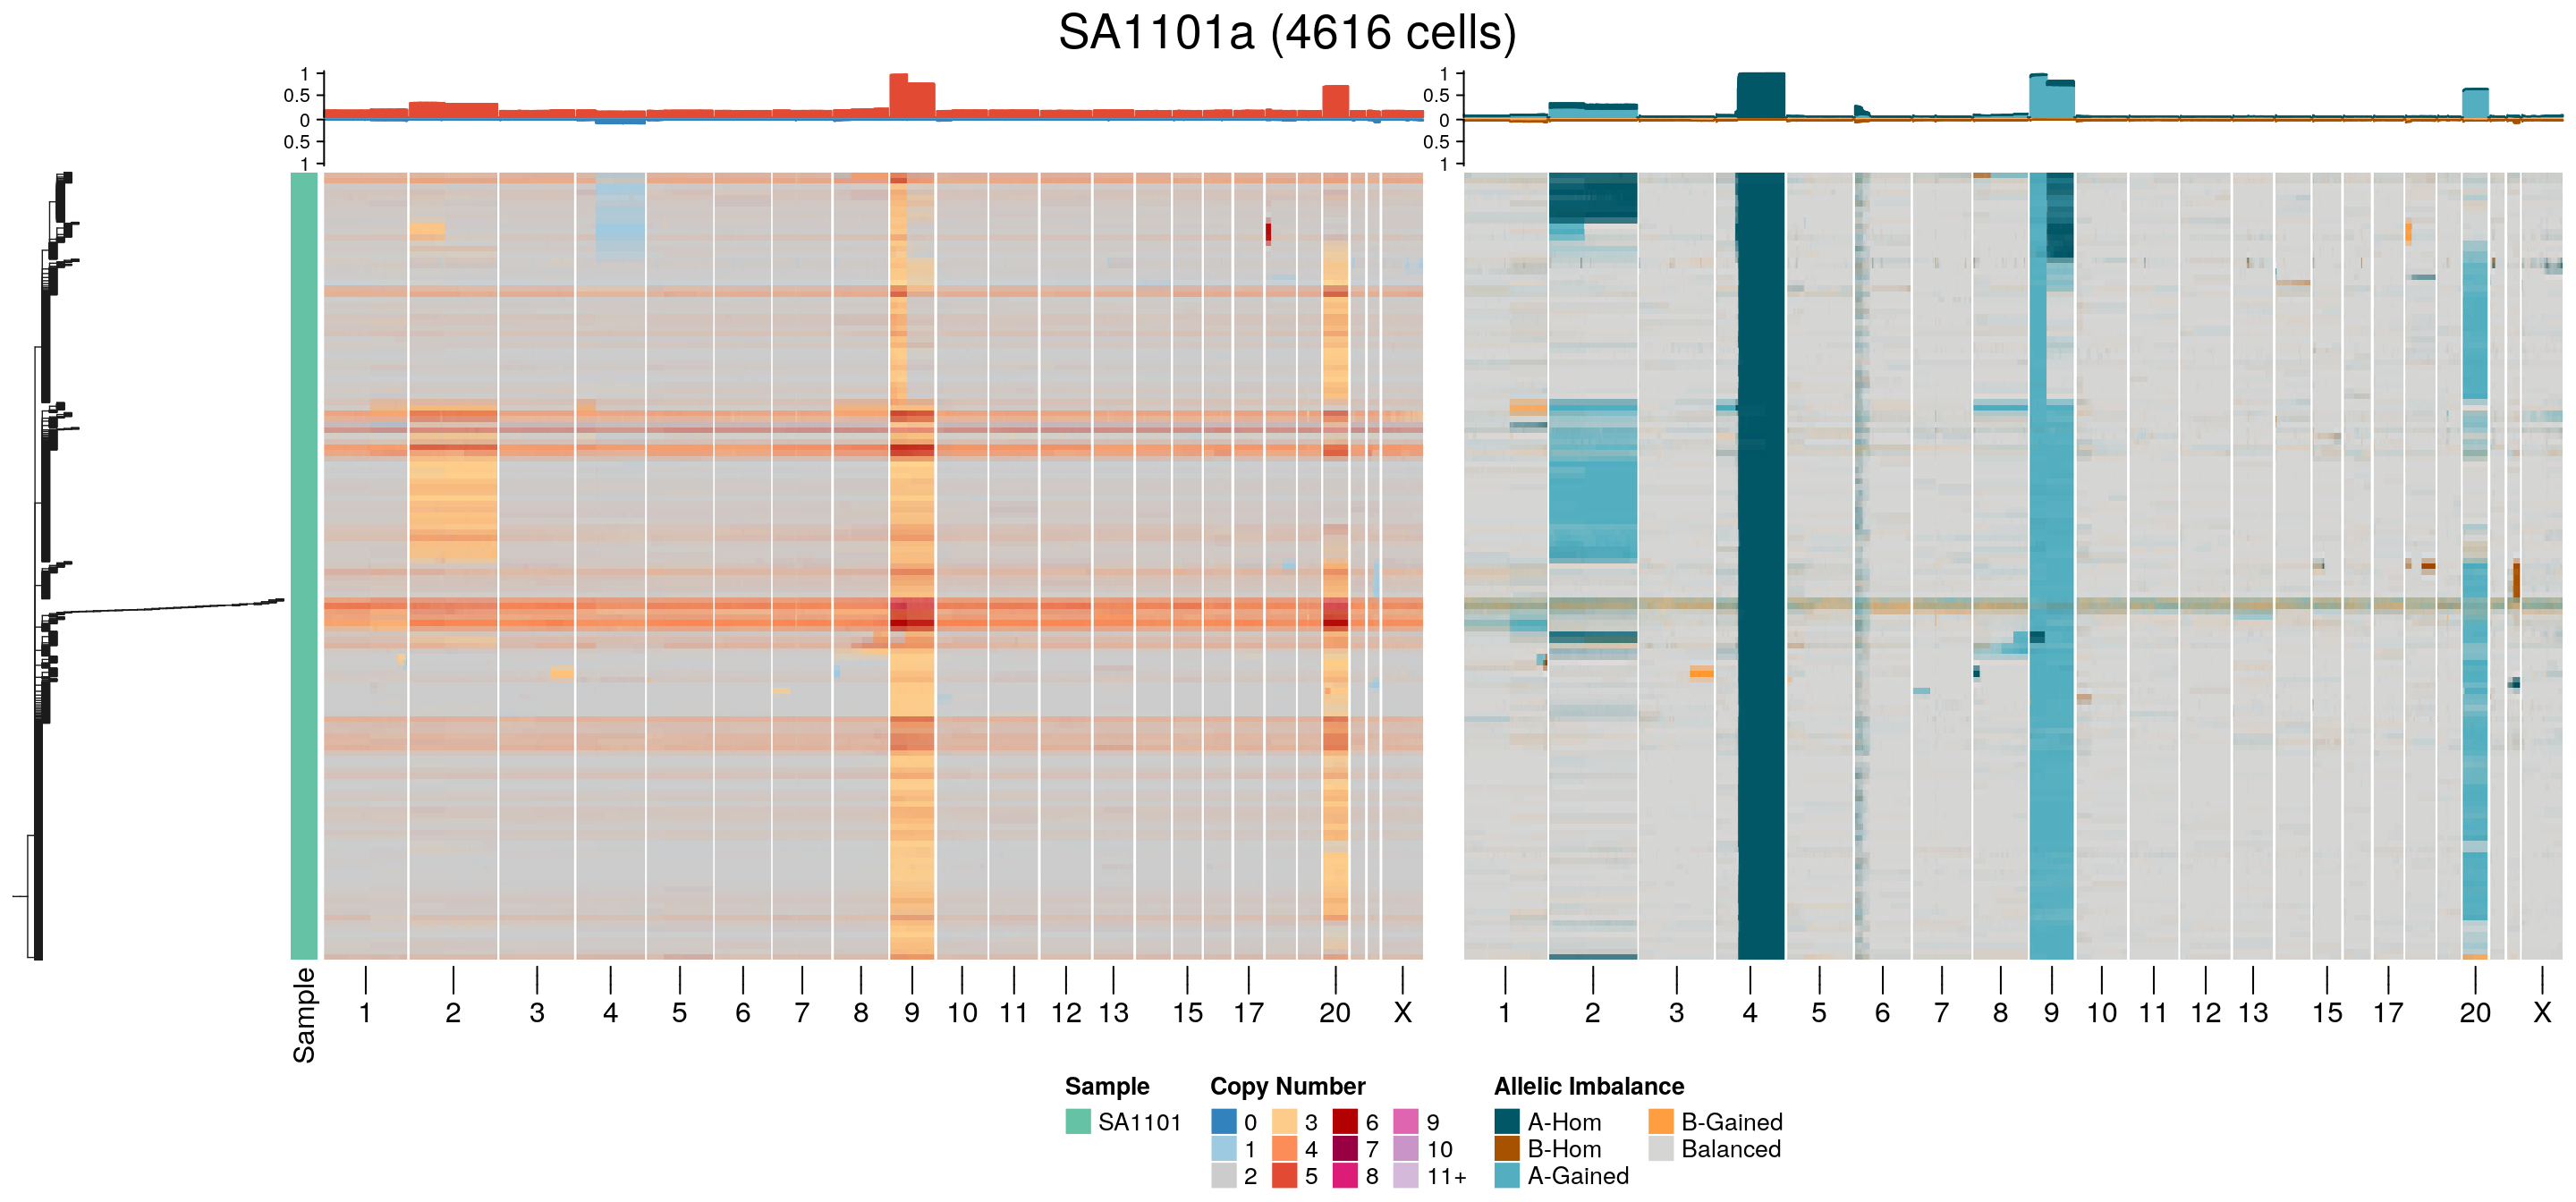 SA1101a (4616 cells)
1
0.5
0
0.5
1
1
0.5
0
0.5
1
Sample
1 2 3 4 5 6 7 8 9 10 11 12 13 15 17 20 X
1 2 3 4 5 6 7 8 9 10 11 12 13 15 17 20 X
Sample Copy Number Allelic Imbalance
SA1101 0 3 6 9 A-Hom B-Gained
1 4 7 10 B-Hom Balanced
2 5 8 11+ A-Gained